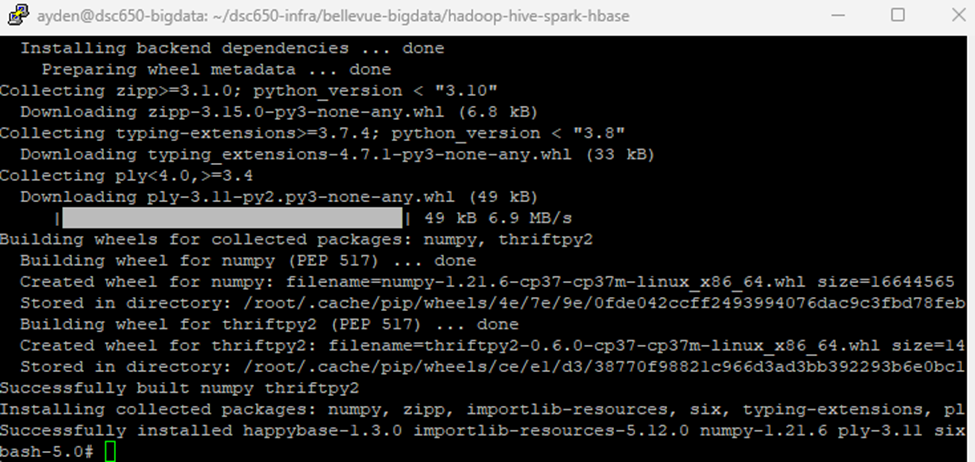 ayden@dsc650-bigdata: ~/dsc650-infra/bellevue-bigdata/hadoop-hive-spark-hbase
Installing backend dependencies ... done
Preparing wheel metadata ... done
Collecting zipp>=3.1.0; python_version < "3.10"
Downloading zipp-3.15.0-py3-none-any.whl (6.8 kB)
Collecting typing-extensions>=3.7.4; python_version < "3.8"
Downloading typing_extensions-4.7.1-py3-none-any.whl (33 kB)
Collecting ply<4.0,>=3.4
Downloading ply-3.11-py2.py3-none-any.whl (49 kB)
|████████████████████████████████| 49 kB 6.9 MB/s
Building wheels for collected packages: numpy, thriftpy2
Building wheel for numpy (PEP 517) ... done
Created wheel for numpy: filename=numpy-1.21.6-cp37-cp37m-linux_x86_64.whl size=16644565
Stored in directory: /root/.cache/pip/wheels/4e/7e/9e/0fde042ccff2493994076dac9c3fbd78feb
Building wheel for thriftpy2 (PEP 517) ... done
Created wheel for thriftpy2: filename=thriftpy2-0.6.0-cp37-cp37m-linux_x86_64.whl size=14
Stored in directory: /root/.cache/pip/wheels/ce/e1/d3/38770f98821c966d3ad3bb392293b6e0bc1
Successfully built numpy thriftpy2
Installing collected packages: numpy, zipp, importlib-resources, six, typing-extensions, pl
Successfully installed happybase-1.3.0 importlib-resources-5.12.0 numpy-1.21.6 ply-3.11 six
bash-5.0#